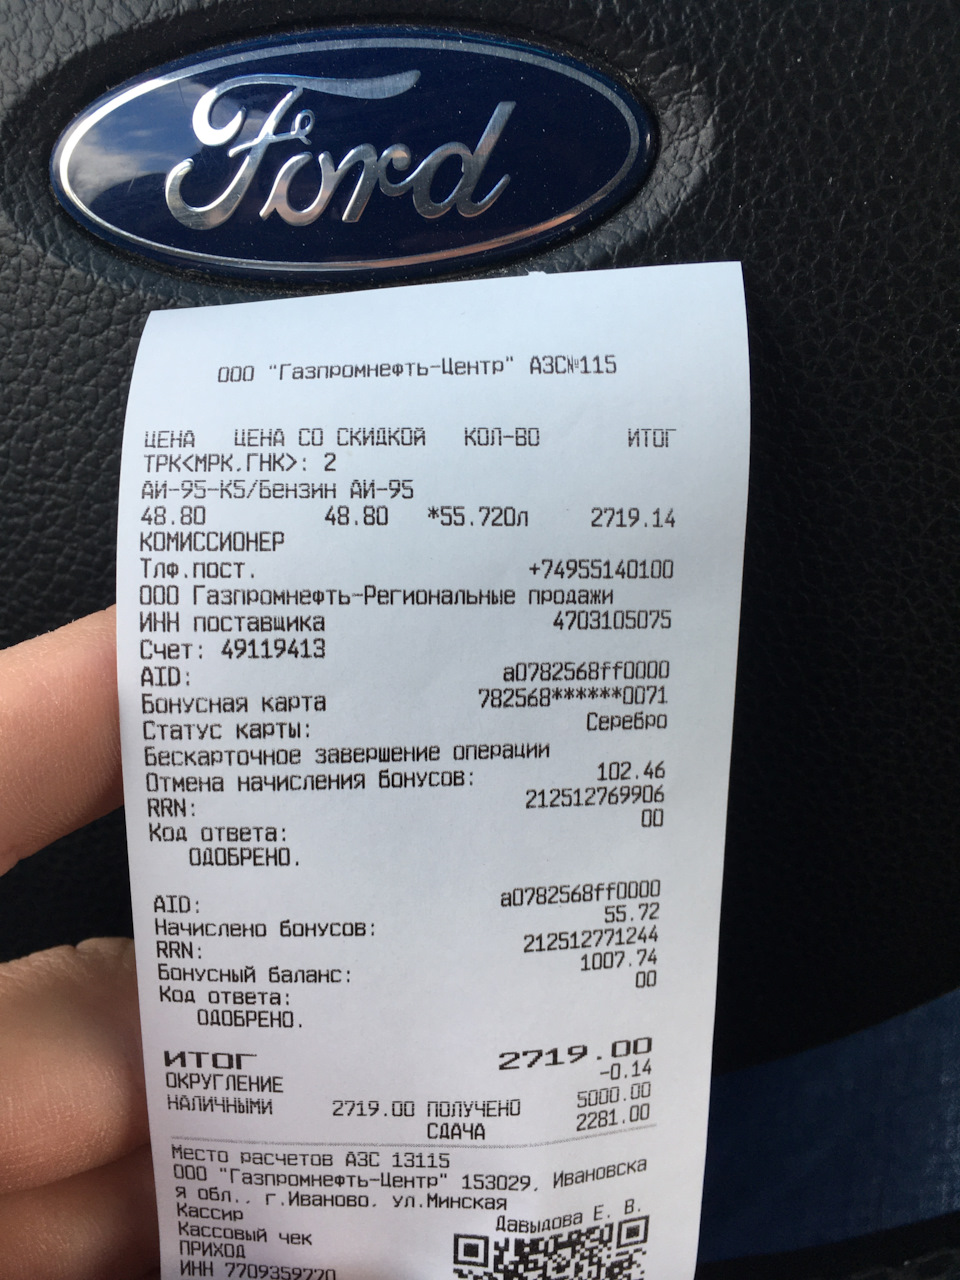 Ford
ООО "Газпромнефть-Центр" АЗС№115
ЦЕНА ЦЕНА СО СКИДКОЙ КОЛ-ВО ИТОГ
ТРК<МРК.ГНК>: 2
АИ-95-К5/Бензин АИ-95
48.80 48.80 *55.720л 2719.14
КОМИССИОНЕР
Тлф.пост. +74955140100
ООО Газпромнефть-Региональные продажи
ИНН поставщика 4703105075
Счет: 49119413
AID: a0782568ff0000
Бонусная карта 782568******0071
Статус карты: Серебро
Бескарточное завершение операции
Отмена начисления бонусов: 102.46
RRN: 212512769906
Код ответа: 00
ОДОБРЕНО.
AID: a0782568ff0000
Начислено бонусов: 55.72
RRN: 212512771244
Бонусный баланс: 1007.74
Код ответа: 00
ОДОБРЕНО.
ИТОГ 2719.00
ОКРУГЛЕНИЕ -0.14
НАЛИЧНЫМИ 2719.00 ПОЛУЧЕНО 5000.00
СДАЧА 2281.00
Место расчетов АЗС 13115
ООО "Газпромнефть-Центр" 153029, Ивановска
я обл., г.Иваново, ул.Минская
Кассир Давыдова Е. В.
Кассовый чек
ПРИХОД
ИНН 7709359770